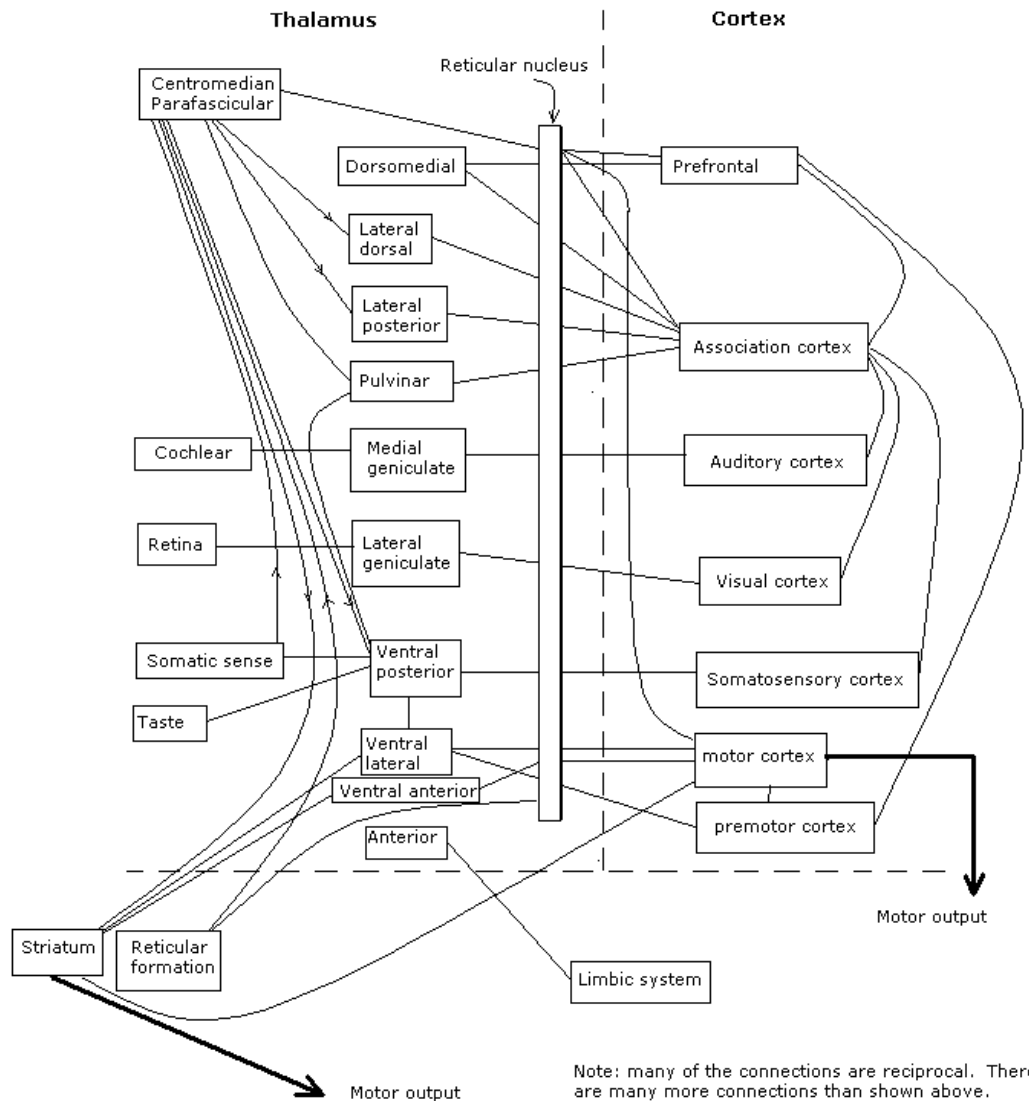 Thalamus
Cortex
Reticular nucleus
Centromedian
Parafascicular
Dorsomedial
Prefrontal
Lateral
dorsal
Lateral
posterior
Association cortex
Pulvinar
Cochlear
Medial
geniculate
Auditory cortex
Retina
Lateral
geniculate
Visual cortex
Somatic sense
Ventral
posterior
Somatosensory cortex
Taste
Ventral
lateral
motor cortex
Ventral anterior
premotor cortex
Anterior
Motor output
Striatum
Reticular
formation
Limbic system
Motor output
Note: many of the connections are reciprocal. There
are many more connections than shown above.